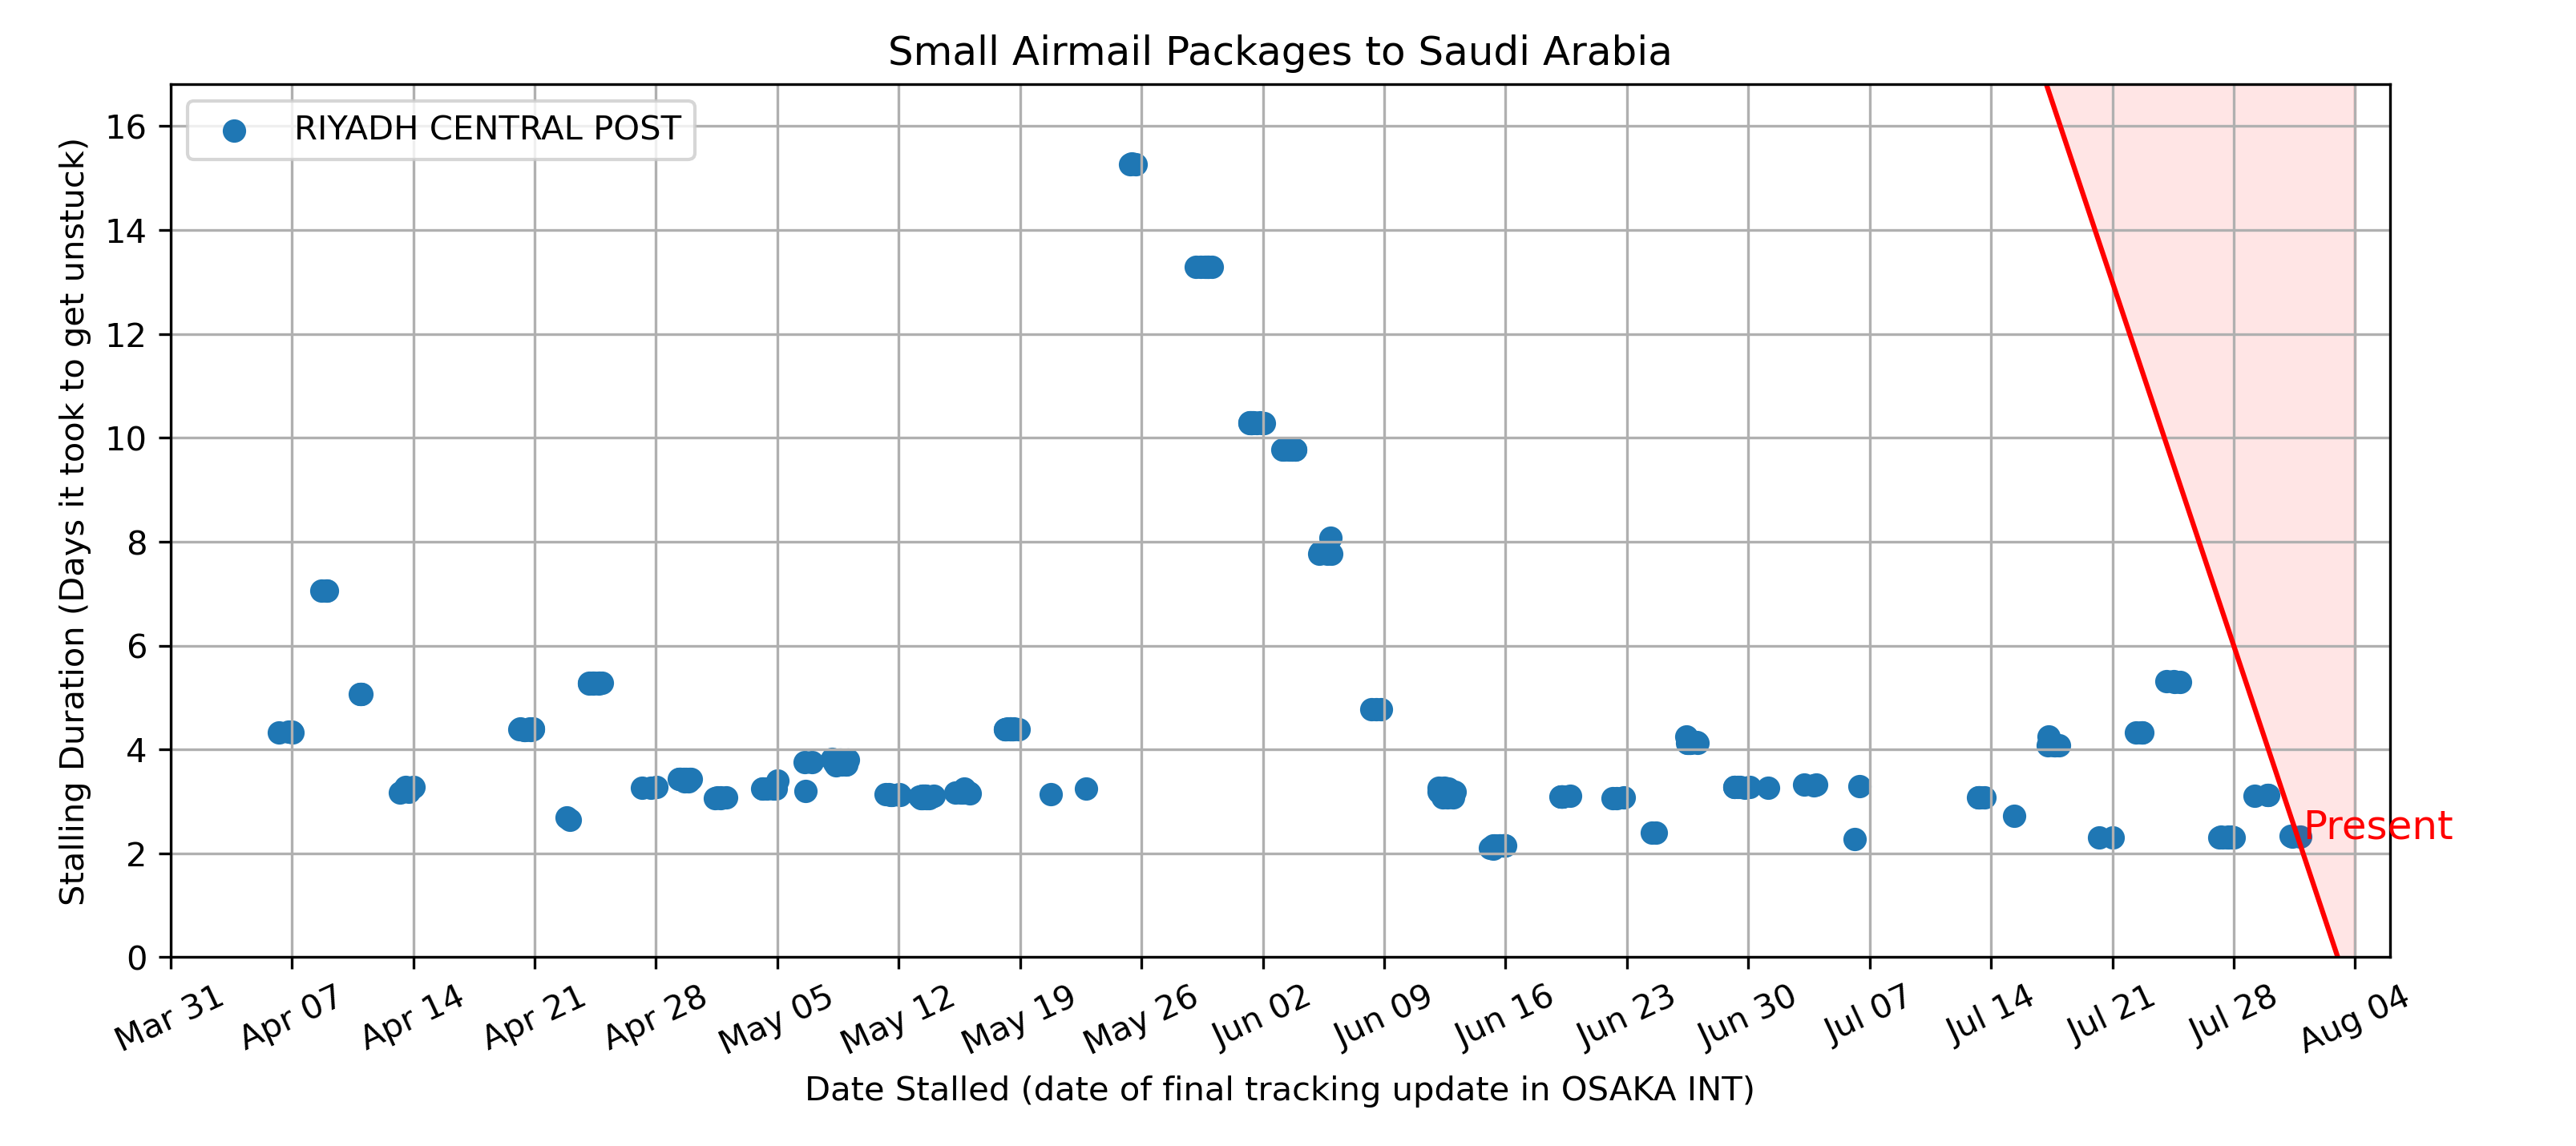 Small Airmail Packages to Saudi Arabia
RIYADH CENTRAL POST
Stalling Duration (Days it took to get unstuck)
16
14
12
10
8
6
4
2
0
Present
Mar 31
Apr 07
Apr 14
Apr 21
Apr 28
May 05
May 12
May 19
May 26
Jun 02
Jun 09
Jun 16
Jun 23
Jun 30
Jul 07
Jul 14
Jul 21
Jul 28
Aug 04
Date Stalled (date of final tracking update in OSAKA INT)